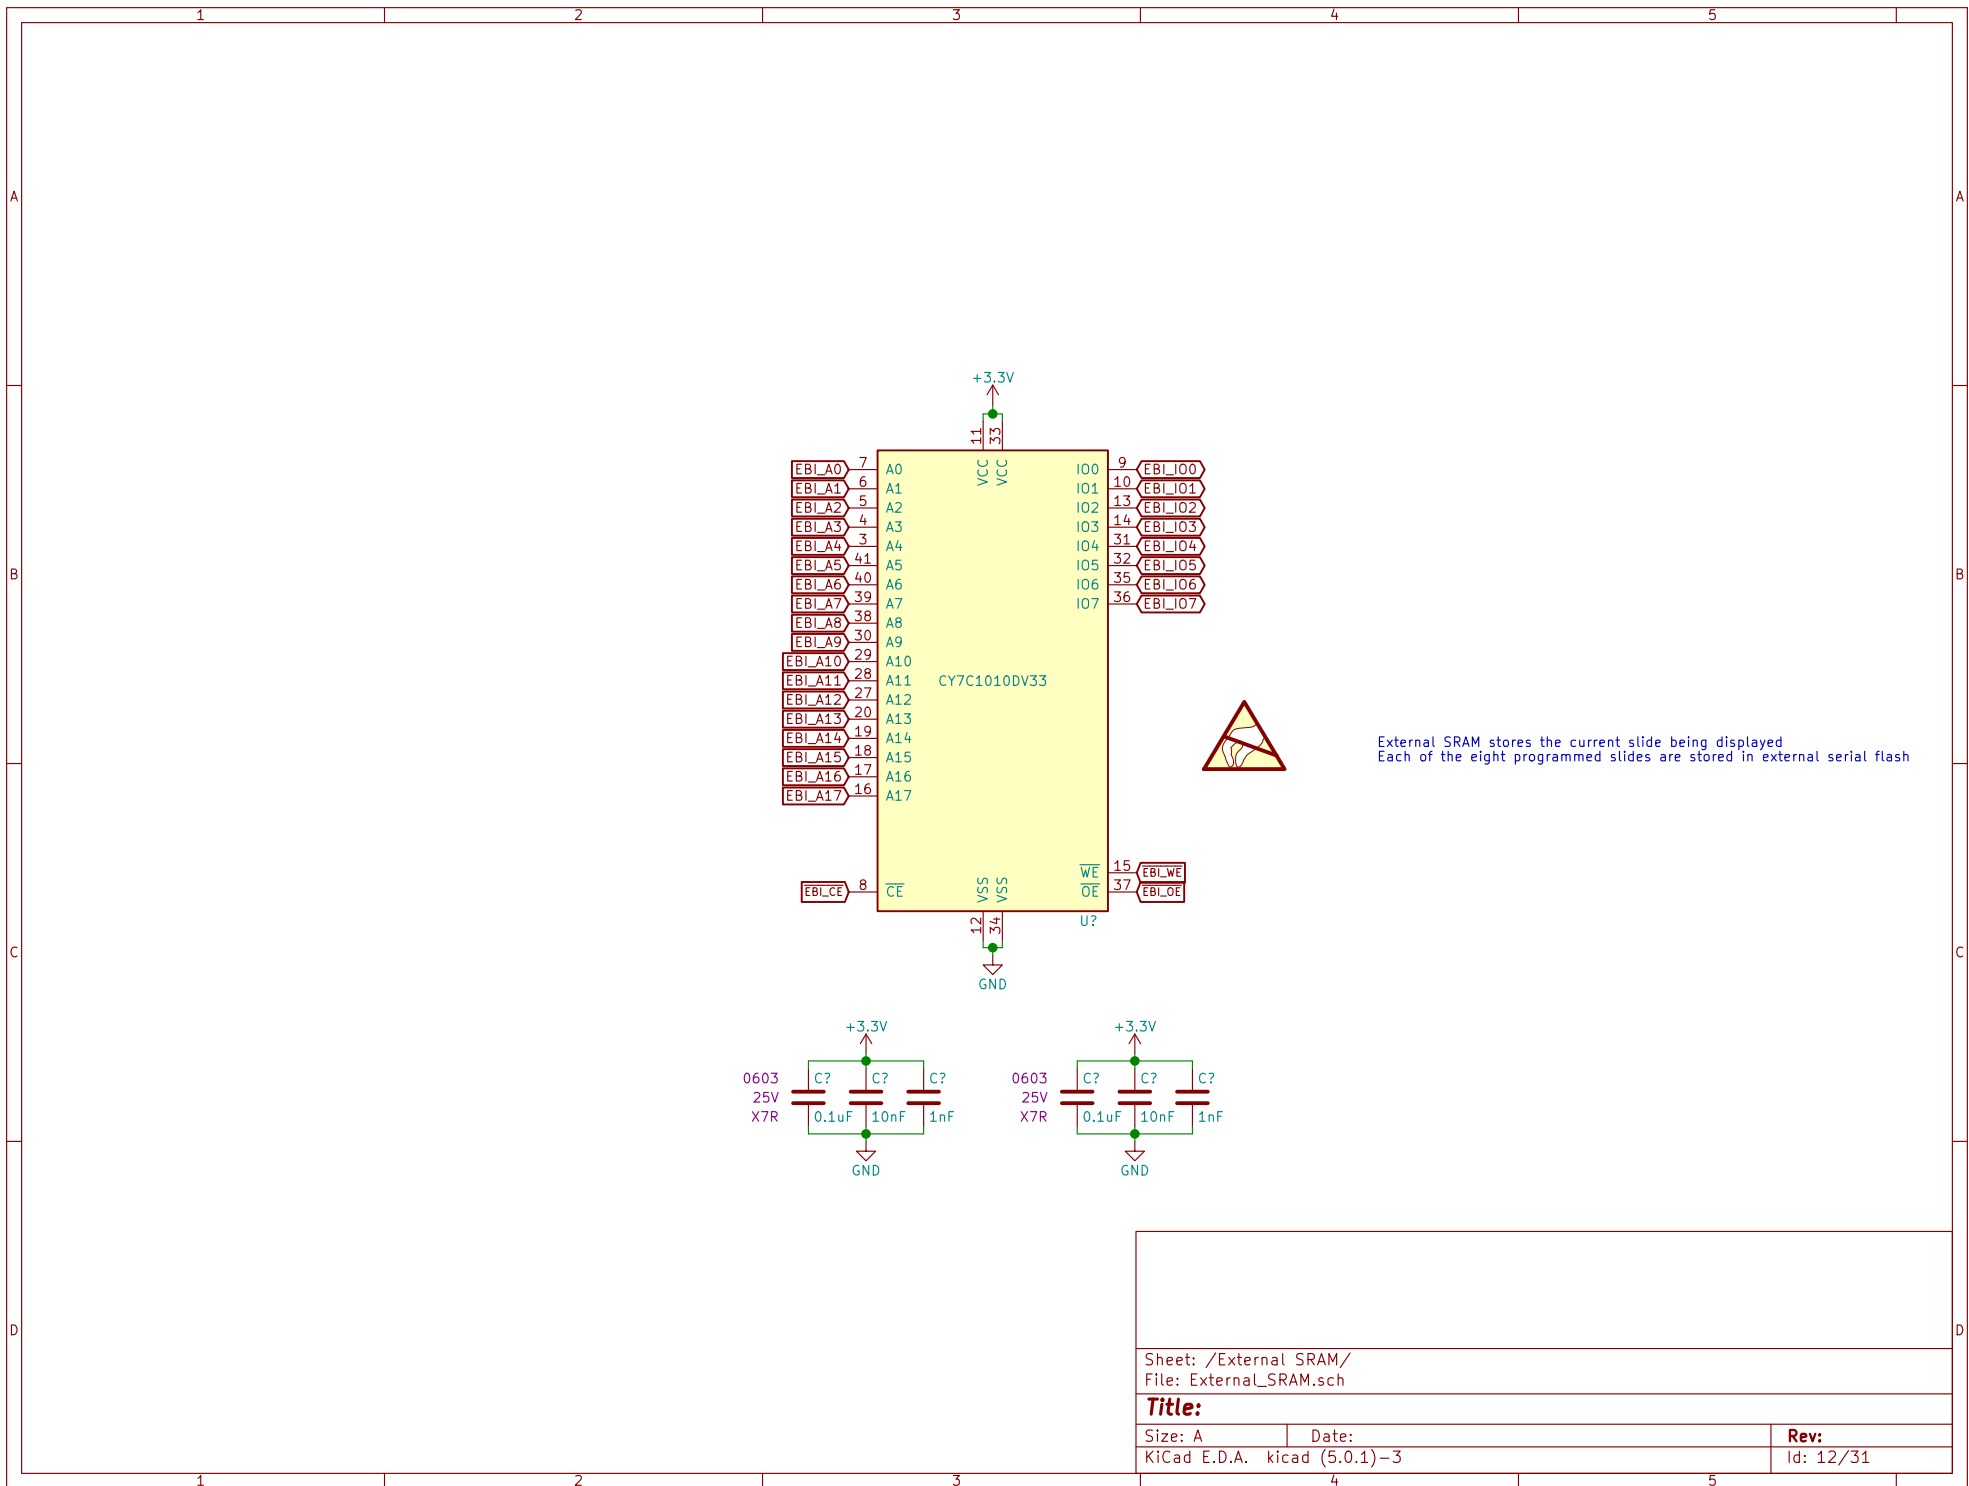 1 2 3 4 5
A A
+3.3V
11 33
VCC VCC
EBI_A0 7 A0 IO0 9 EBI_IO0
EBI_A1 6 A1 IO1 10 EBI_IO1
EBI_A2 5 A2 IO2 13 EBI_IO2
EBI_A3 4 A3 IO3 14 EBI_IO3
EBI_A4 3 A4 IO4 31 EBI_IO4
EBI_A5 41 A5 IO5 32 EBI_IO5
B B
EBI_A6 40 A6 IO6 35 EBI_IO6
EBI_A7 39 A7 IO7 36 EBI_IO7
EBI_A8 38 A8
EBI_A9 30 A9
EBI_A10 29 A10
EBI_A11 28 A11 CY7C1010DV33
EBI_A12 27 A12
EBI_A13 20 A13
EBI_A14 19 A14
EBI_A15 18 A15
EBI_A16 17 A16
EBI_A17 16 A17
External SRAM stores the current slide being displayed
Each of the eight programmed slides are stored in external serial flash
WE 15 EBI_WE
EBI_CE 8 CE VSS VSS OE 37 EBI_OE
12 34 U?
C C
GND
+3.3V +3.3V
0603 C? C? C? 0603 C? C? C?
25V 25V
X7R 0.1uF 10nF 1nF X7R 0.1uF 10nF 1nF
GND GND
D D
Sheet: /External SRAM/
File: External_SRAM.sch
Title:
Size: A Date: Rev:
KiCad E.D.A. kicad (5.0.1)-3 Id: 12/31
1 2 3 4 5